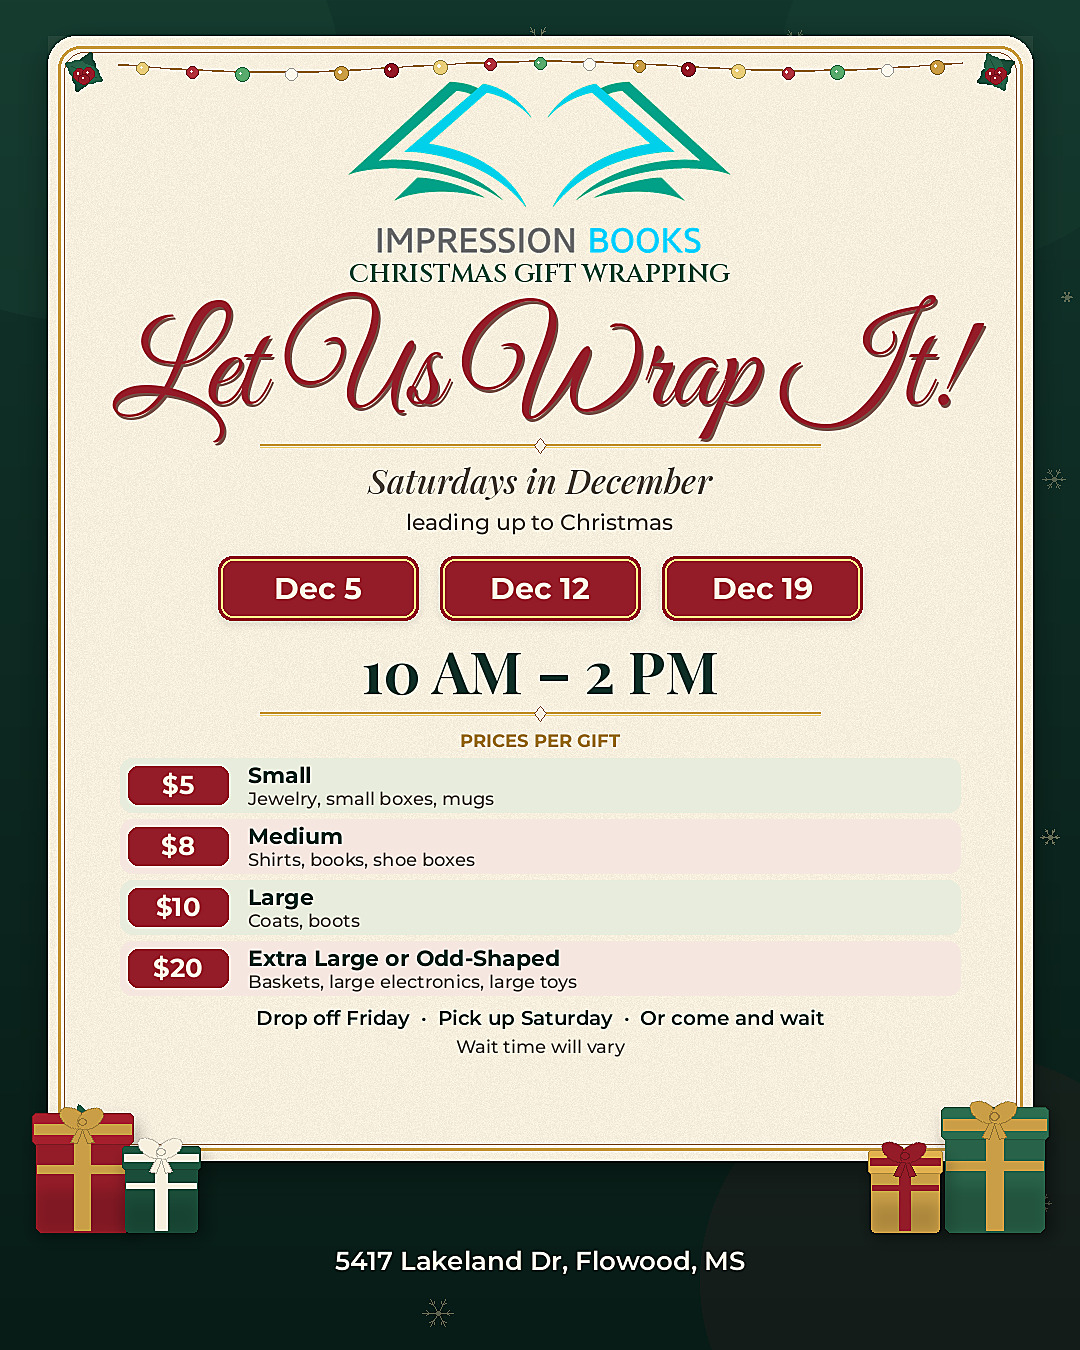 IMPRESSION BOOKS
CHRISTMAS GIFT WRAPPING
Let Us Wrap It!
Saturdays in December
leading up to Christmas
Dec 5
Dec 12
Dec 19
10 AM – 2 PM
PRICES PER GIFT
$5
Small
Jewelry, small boxes, mugs
$8
Medium
Shirts, books, shoe boxes
$10
Large
Coats, boots
$20
Extra Large or Odd-Shaped
Baskets, large electronics, large toys
Drop off Friday · Pick up Saturday · Or come and wait
Wait time will vary
5417 Lakeland Dr, Flowood, MS